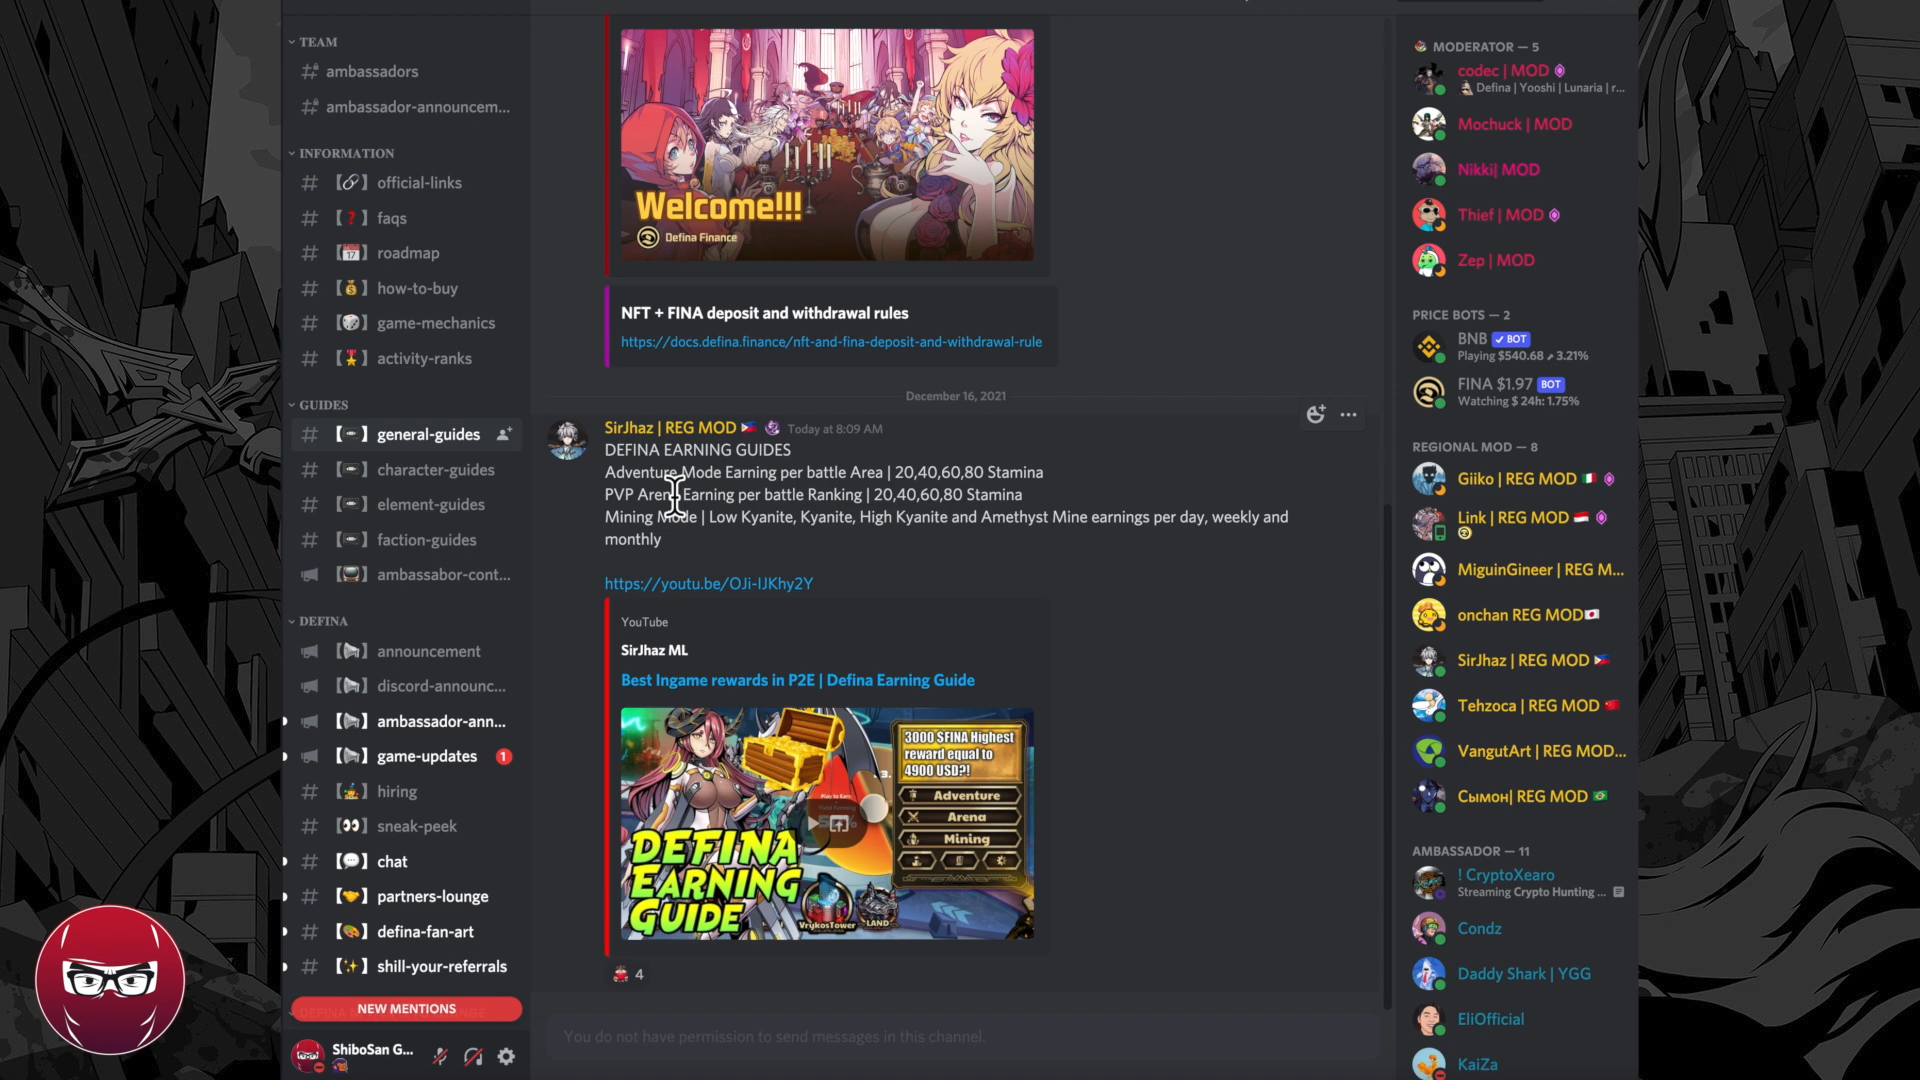 TEAM
ambassadors
ambassador-announcem...
INFORMATION
official-links
faqs
roadmap
how-to-buy
game-mechanics
activity-ranks
GUIDES
general-guides
character-guides
element-guides
faction-guides
ambassabor-cont...
DEFINA
announcement
discord-announc...
ambassador-ann...
game-updates 1
hiring
sneak-peek
chat
partners-lounge
defina-fan-art
shill-your-referrals
NEW MENTIONS
ShiboSan G...
Welcome!!!
Defina Finance
NFT + FINA deposit and withdrawal rules
https://docs.defina.finance/nft-and-fina-deposit-and-withdrawal-rule
December 16, 2021
SirJhaz | REG MOD Today at 8:09 AM
DEFINA EARNING GUIDES
Adventure Mode Earning per battle Area | 20,40,60,80 Stamina
PVP Arena Earning per battle Ranking | 20,40,60,80 Stamina
Mining Mode | Low Kyanite, Kyanite, High Kyanite and Amethyst Mine earnings per day, weekly and
monthly
https://youtu.be/OJi-IJKhy2Y
YouTube
SirJhaz ML
Best Ingame rewards in P2E | Defina Earning Guide
3000 $FINA Highest
reward equal to
4900 USD?!
Adventure
Arena
Mining
Play to Earn
DEFINA
EARNING
GUIDE
VrykosTower
LAND
4
You do not have permission to send messages in this channel.
MODERATOR — 5
codec | MOD
Defina | Yooshi | Lunaria | r...
Mochuck | MOD
Nikki| MOD
Thief | MOD
Zep | MOD
PRICE BOTS — 2
BNB BOT
Playing $540.68 ⬈ 3.21%
FINA $1.97 BOT
Watching $ 24h: 1.75%
REGIONAL MOD — 8
Giiko | REG MOD
Link | REG MOD
MiguinGineer | REG M...
onchan REG MOD
SirJhaz | REG MOD
Tehzoca | REG MOD
VangutArt | REG MOD...
Сымон| REG MOD
AMBASSADOR — 11
! CryptoXearo
Streaming Crypto Hunting ...
Condz
Daddy Shark | YGG
EliOfficial
KaiZa